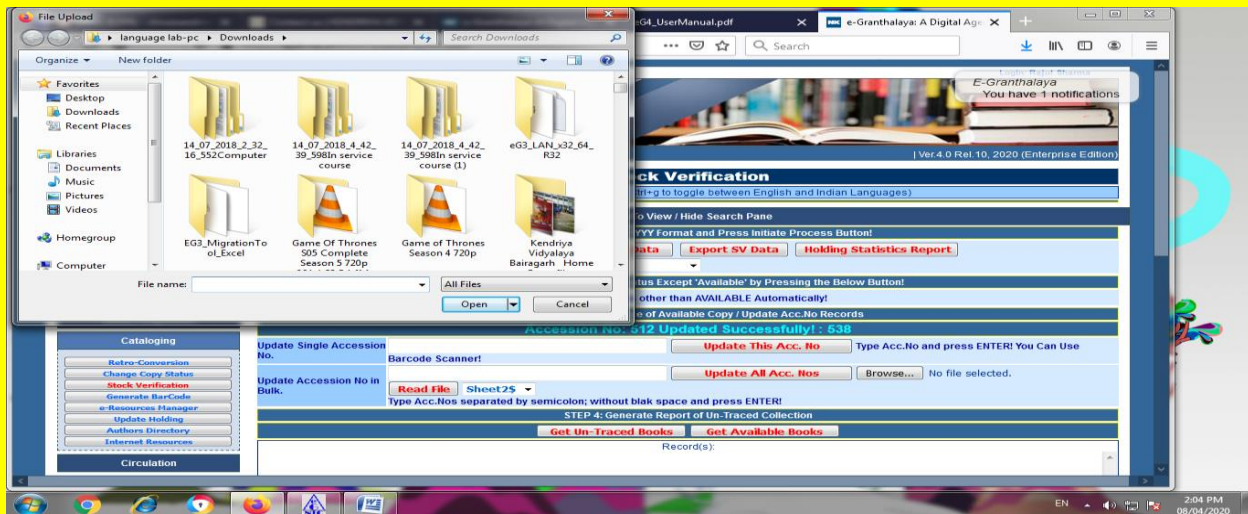 File Upload
language lab-pc ▸ Downloads ▸
Search Downloads
Organize
New folder
Favorites
Desktop
Downloads
Recent Places
Libraries
Documents
Music
Pictures
Videos
Homegroup
Computer
14_07_2018_2_32_
16_552Computer
14_07_2018_4_42_
39_598In service
course
14_07_2018_4_42_
39_598In service
course (1)
eG3_LAN_x32_64_
R32
EG3_MigrationTo
ol_Excel
Game Of Thrones
S05 Complete
Season 5 720p
Game of Thrones
Season 4 720p
Kendriya
Vidyalaya
Bairagarh Home
File name:
All Files
Open
Cancel
eG4_UserManual.pdf
e-Granthalaya: A Digital Age
Search
Login: Rajni Sharma
E-Granthalaya
You have 1 notifications
| Ver.4.0 Rel.10, 2020 (Enterprise Edition)
ck Verification
trl+g to toggle between English and Indian Languages)
o View / Hide Search Pane
YYY Format and Press Initiate Process Button!
Data
Export SV Data
Holding Statistics Report
tus Except 'Available' by Pressing the Below Button!
other than AVAILABLE Automatically!
e of Available Copy / Update Acc.No Records
Accession No: 512 Updated Successfully! : 538
Cataloging
Retro-Conversion
Change Copy Status
Stock Verification
Generate BarCode
e-Resources Manager
Update Holding
Authors Directory
Internet Resources
Circulation
Update Single Accession
No.
Update This Acc. No
Type Acc.No and press ENTER! You Can Use
Barcode Scanner!
Update Accession No in
Bulk.
Update All Acc. Nos
Browse...
No file selected.
Read File
Sheet2$
Type Acc.Nos separated by semicolon; without blak space and press ENTER!
STEP 4: Generate Report of Un-Traced Collection
Get Un-Traced Books
Get Available Books
Record(s):
EN
2:04 PM
08/04/2020